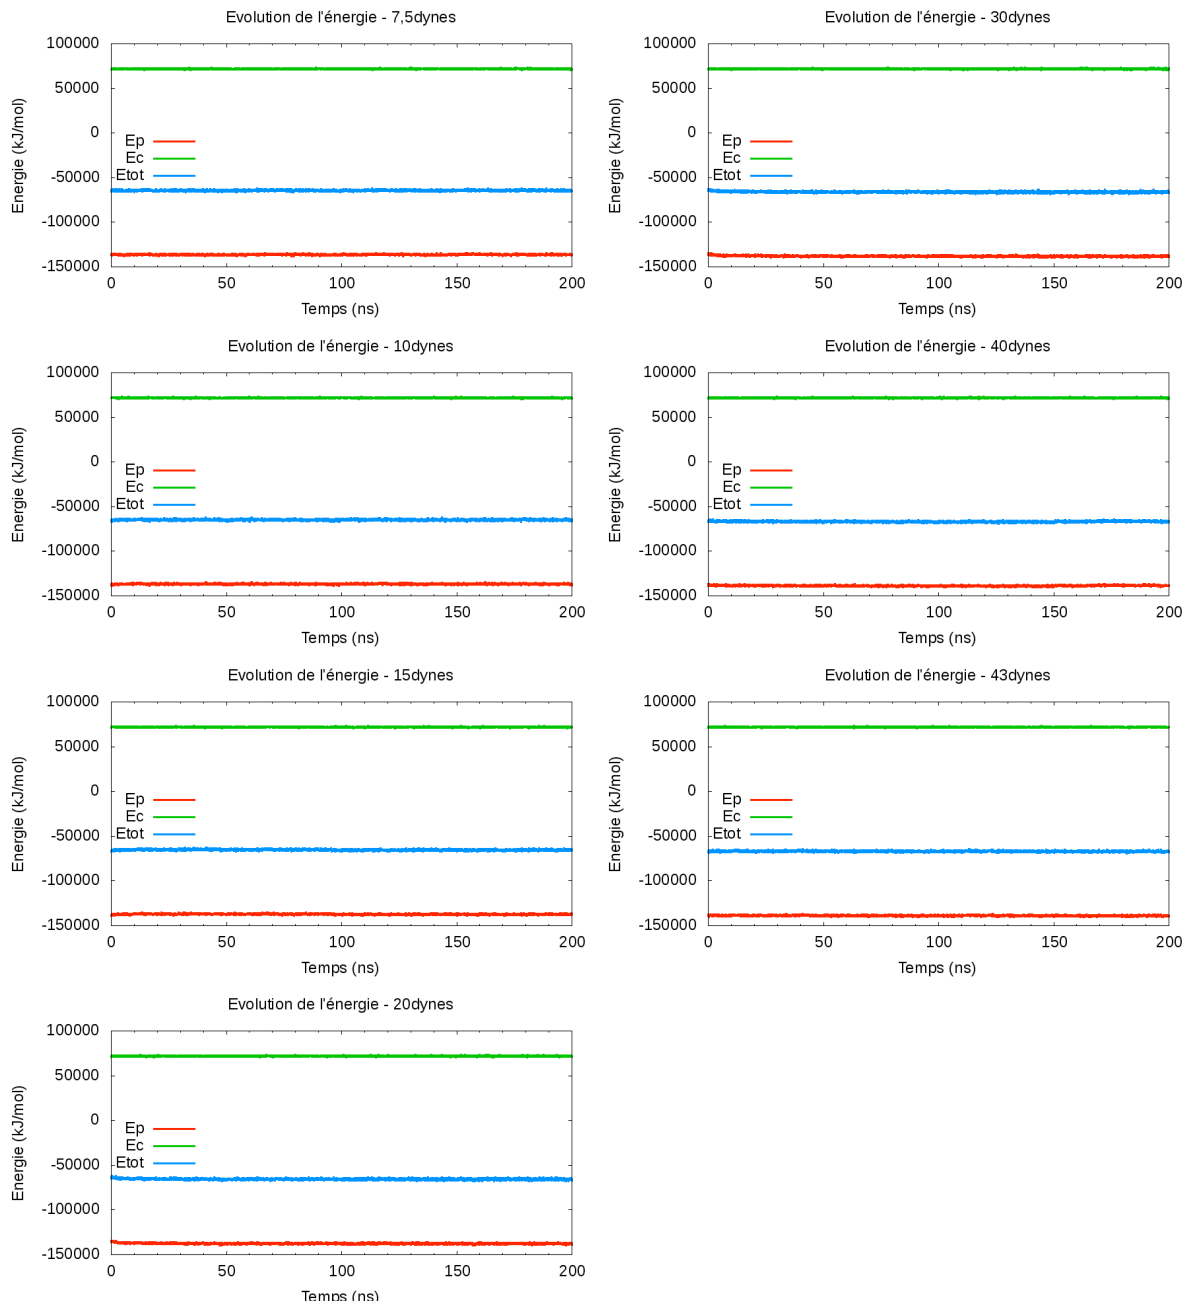 Evolution de l'énergie - 7,5dynes
100000
50000
0
-50000
-100000
-150000
Energie (kJ/mol)
Ep
Ec
Etot
0 50 100 150 200
Temps (ns)
Evolution de l'énergie - 30dynes
100000
50000
0
-50000
-100000
-150000
Energie (kJ/mol)
Ep
Ec
Etot
0 50 100 150 200
Temps (ns)
Evolution de l'énergie - 10dynes
100000
50000
0
-50000
-100000
-150000
Energie (kJ/mol)
Ep
Ec
Etot
0 50 100 150 200
Temps (ns)
Evolution de l'énergie - 40dynes
100000
50000
0
-50000
-100000
-150000
Energie (kJ/mol)
Ep
Ec
Etot
0 50 100 150 200
Temps (ns)
Evolution de l'énergie - 15dynes
100000
50000
0
-50000
-100000
-150000
Energie (kJ/mol)
Ep
Ec
Etot
0 50 100 150 200
Temps (ns)
Evolution de l'énergie - 43dynes
100000
50000
0
-50000
-100000
-150000
Energie (kJ/mol)
Ep
Ec
Etot
0 50 100 150 200
Temps (ns)
Evolution de l'énergie - 20dynes
100000
50000
0
-50000
-100000
-150000
Energie (kJ/mol)
Ep
Ec
Etot
0 50 100 150 200
Temps (ns)